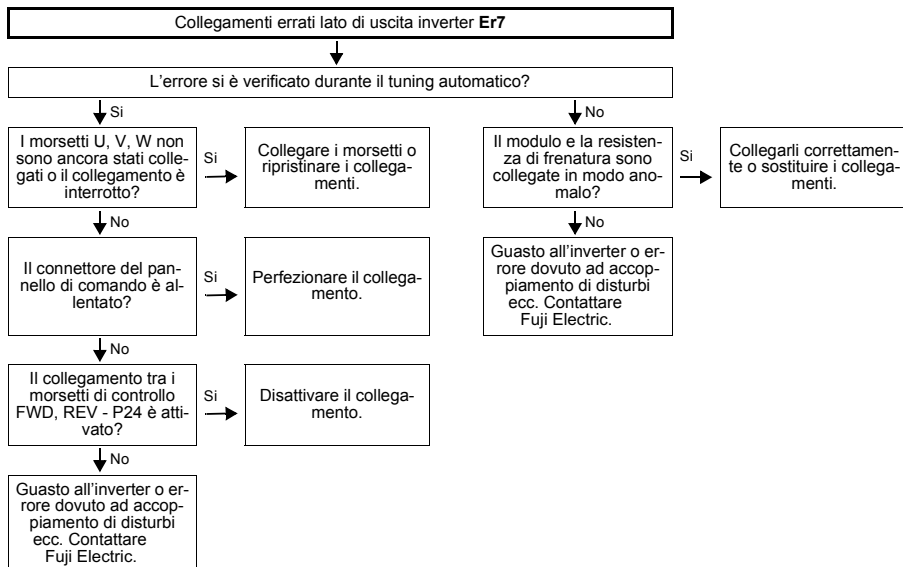 Collegamenti errati lato di uscita inverter Er7
L'errore si è verificato durante il tuning automatico?
Si
No
I morsetti U, V, W non
sono ancora stati colle-
gati o il collegamento è
interrotto?
Si
Collegare i morsetti o
ripristinare i collega-
menti.
Il modulo e la resisten-
za di frenatura sono
collegate in modo ano-
malo?
Si
Collegarli correttamen-
te o sostituire i collega-
menti.
No
No
Il connettore del pan-
nello di comando è al-
lentato?
Si
Perfezionare il collega-
mento.
Guasto all'inverter o er-
rore dovuto ad accop-
piamento di disturbi
ecc. Contattare
Fuji Electric.
No
Il collegamento tra i
morsetti di controllo
FWD, REV - P24 è atti-
vato?
Si
Disattivare il collega-
mento.
No
Guasto all'inverter o er-
rore dovuto ad accop-
piamento di disturbi
ecc. Contattare
Fuji Electric.